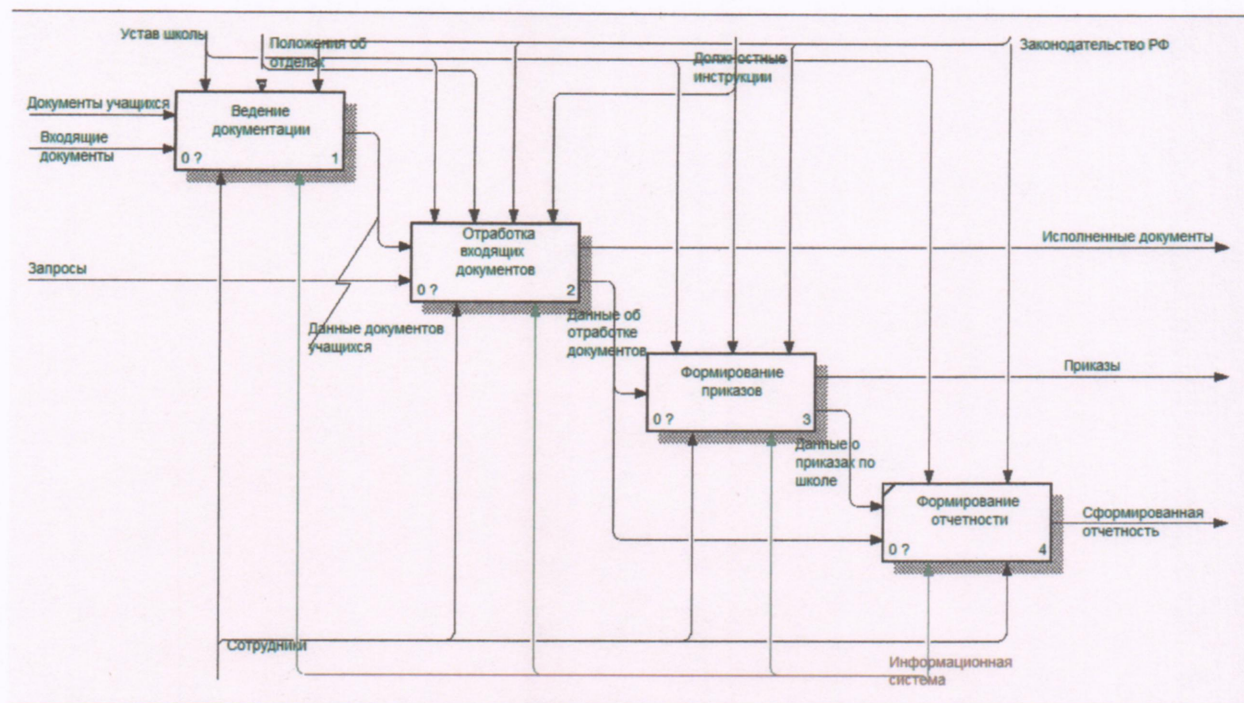 Устав школы
Положения об
отделах
Должностные
инструкции
Законодательство РФ
Документы учащихся
Входящие
документы
Ведение
документации
0 ?
1
Запросы
Отработка
входящих
документов
0 ?
2
Исполненные документы
Данные документов
учащихся
Данные об
отработке
документов
Формирование
приказов
0 ?
3
Приказы
Данные о
приказах по
школе
Формирование
отчетности
0 ?
4
Сформированная
отчетность
Сотрудники
Информационная
система